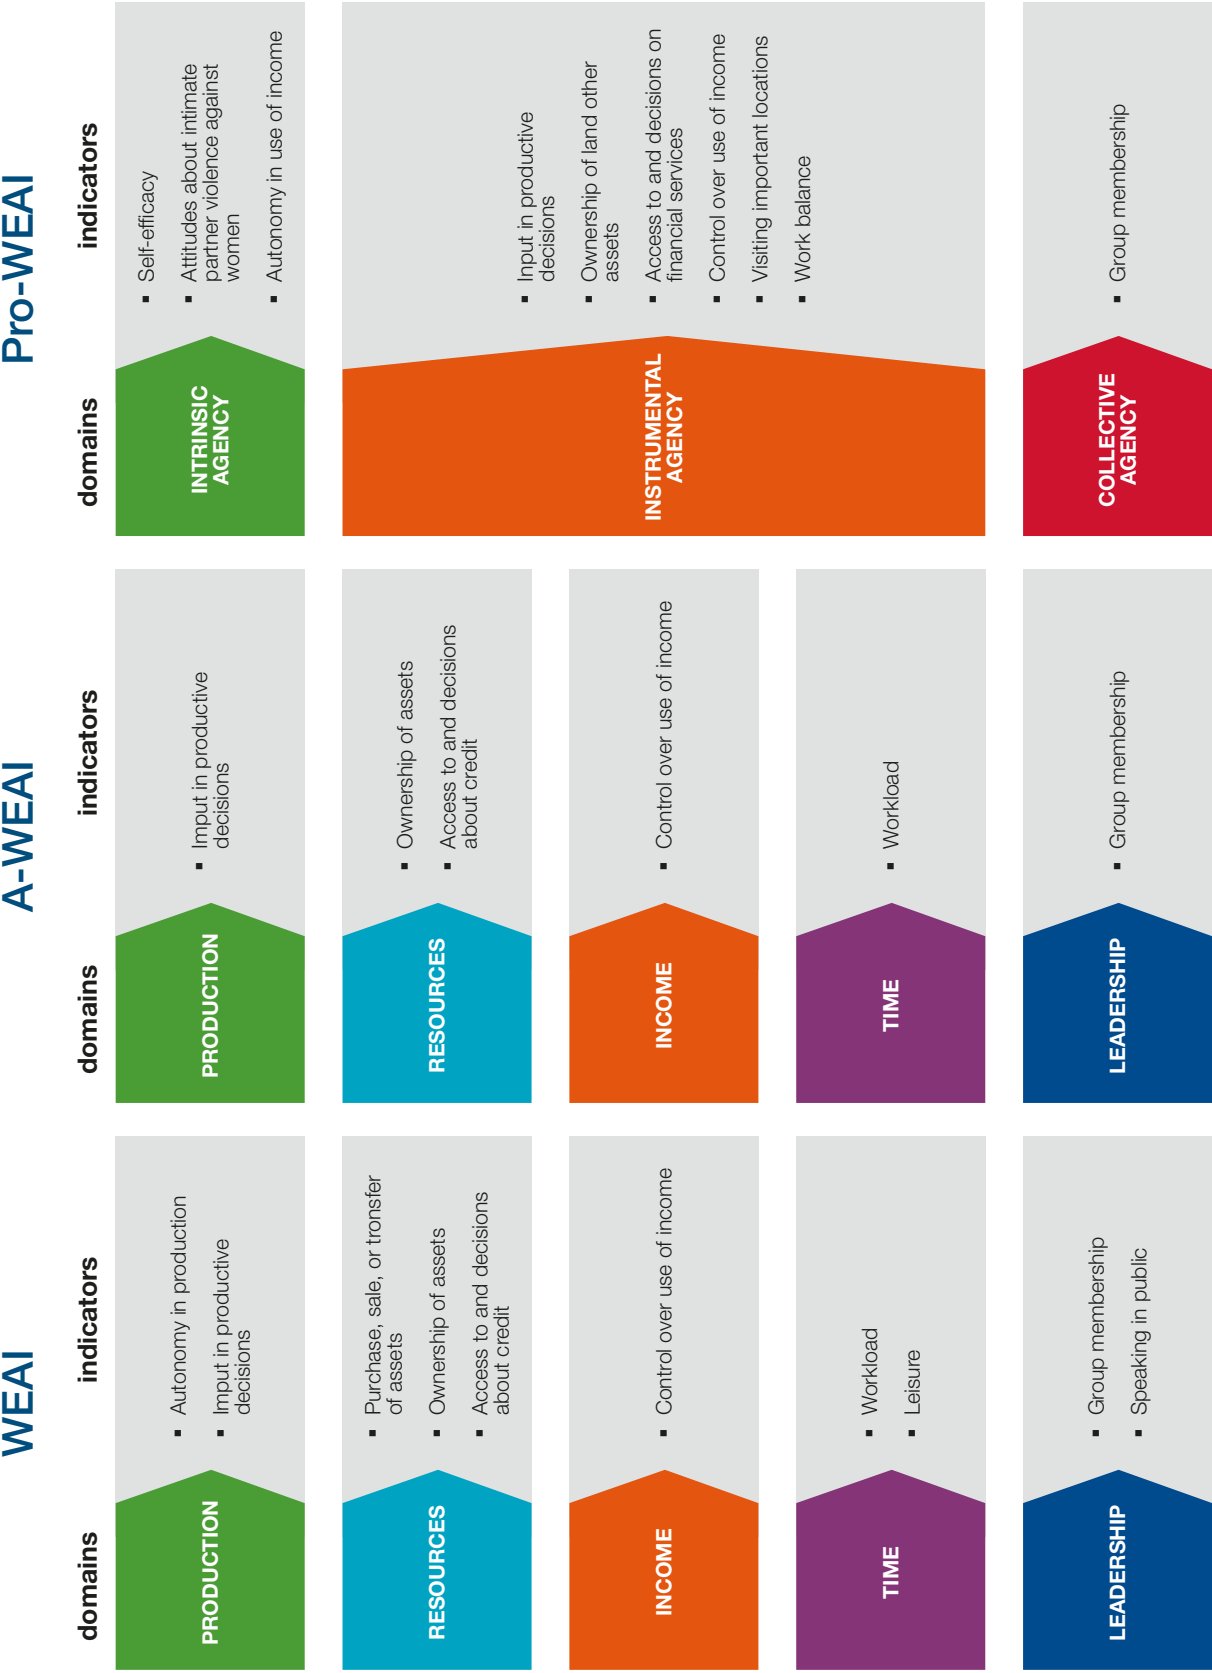 WEAI
domains
indicators
PRODUCTION
▪ Autonomy in production
▪ Imput in productive
decisions
RESOURCES
▪ Purchase, sale, or tronsfer
of assets
▪ Ownership of assets
▪ Access to and decisions
about credit
INCOME
▪ Control over use of income
TIME
▪ Workload
▪ Leisure
LEADERSHIP
▪ Group membership
▪ Speaking in public
A-WEAI
domains
indicators
PRODUCTION
▪ Imput in productive
decisions
RESOURCES
▪ Ownership of assets
▪ Access to and decisions
about credit
INCOME
▪ Control over use of income
TIME
▪ Workload
LEADERSHIP
▪ Group membership
Pro-WEAI
domains
indicators
INTRINSIC
AGENCY
▪ Self-efficacy
▪ Attitudes about intimate
partner violence against
women
▪ Autonomy in use of income
INSTRUMENTAL
AGENCY
▪ Input in productive
decisions
▪ Ownership of land other
assets
▪ Access to and decisions on
financial services
▪ Control over use of income
▪ Visiting important locations
▪ Work balance
COLLECTIVE
AGENCY
▪ Group membership